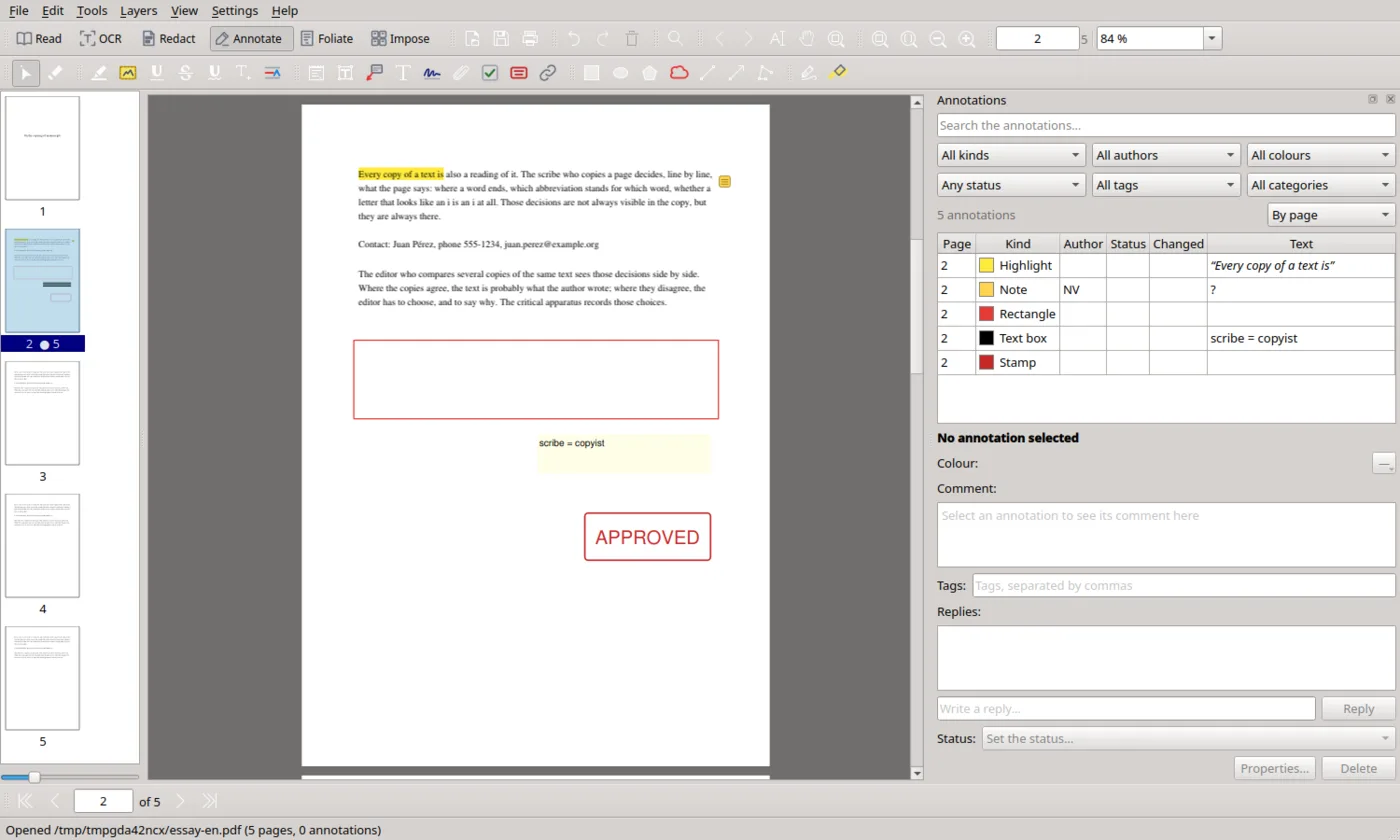 File Edit Tools Layers View Settings Help
Read OCR Redact Annotate Foliate Impose 2 5 84 %
Annotations
Search the annotations...
All kinds All authors All colours
Any status All tags All categories
5 annotations By page
Page Kind Author Status Changed Text
2 Highlight “Every copy of a text is”
2 Note NV ?
2 Rectangle
2 Text box scribe = copyist
2 Stamp
No annotation selected
Colour:
Comment:
Select an annotation to see its comment here
Tags: Tags, separated by commas
Replies:
Write a reply... Reply
Status: Set the status...
Properties... Delete
1
2 5
3
4
5
Every copy of a text is also a reading of it. The scribe who copies a page decides, line by line,
what the page says: where a word ends, which abbreviation stands for which word, whether a
letter that looks like an i is an i at all. Those decisions are not always visible in the copy, but
they are always there.
Contact: Juan Pérez, phone 555-1234, juan.perez@example.org
The editor who compares several copies of the same text sees those decisions side by side.
Where the copies agree, the text is probably what the author wrote; where they disagree, the
editor has to choose, and to say why. The critical apparatus records those choices.
scribe = copyist
APPROVED
2 of 5
Opened /tmp/tmpgda42ncx/essay-en.pdf (5 pages, 0 annotations)